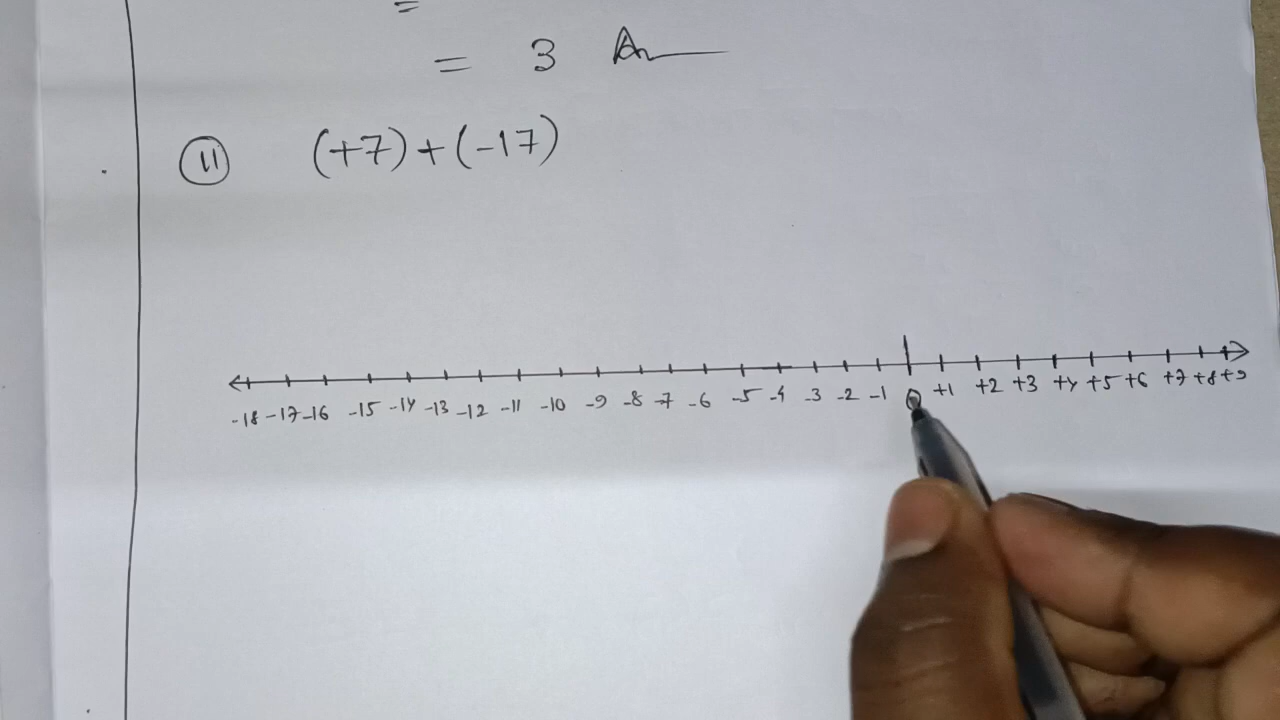 =
= 3 An
(ii) (+7)+(-17)
-18 -17 -16 -15 -14 -13 -12 -11 -10 -9 -8 -7 -6 -5 -4 -3 -2 -1 0 +1 +2 +3 +4 +5 +6 +7 +8 +9